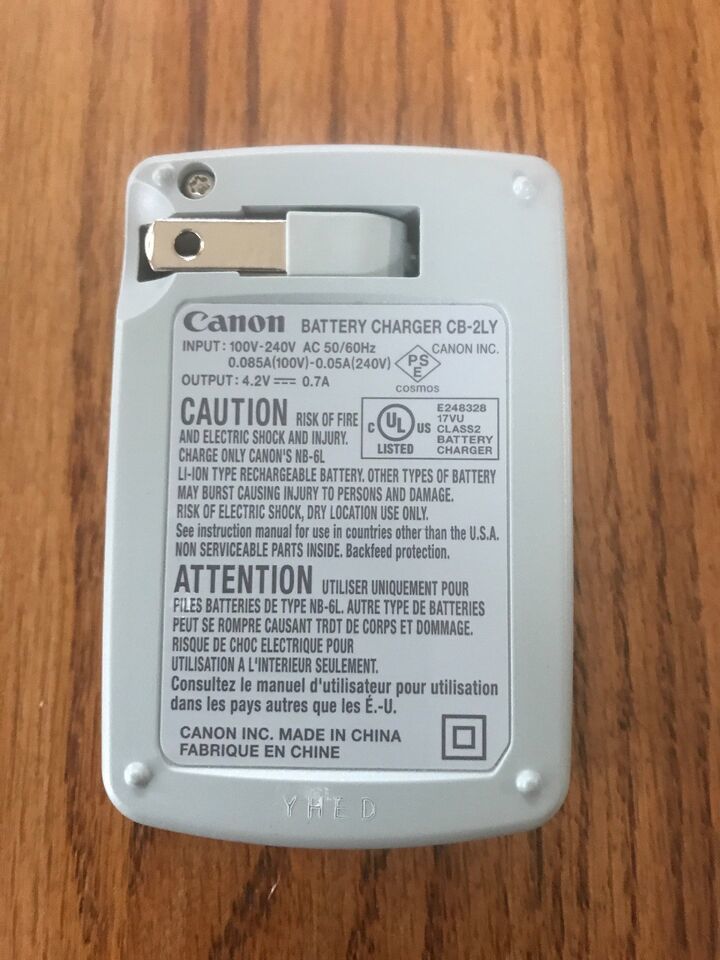 Canon BATTERY CHARGER CB-2LY
INPUT: 100V-240V AC 50/60Hz
0.085A(100V)-0.05A(240V)
OUTPUT: 4.2V ⎓ 0.7A
PS
E
CANON INC.
COSMOS
CAUTION RISK OF FIRE
AND ELECTRIC SHOCK AND INJURY.
CHARGE ONLY CANON'S NB-6L
C UL US
LISTED
E248328
17VU
CLASS2
BATTERY
CHARGER
LI-ION TYPE RECHARGEABLE BATTERY. OTHER TYPES OF BATTERY
MAY BURST CAUSING INJURY TO PERSONS AND DAMAGE.
RISK OF ELECTRIC SHOCK, DRY LOCATION USE ONLY.
See instruction manual for use in countries other than the U.S.A.
NON SERVICEABLE PARTS INSIDE. Backfeed protection.
ATTENTION UTILISER UNIQUEMENT POUR
PILES BATTERIES DE TYPE NB-6L. AUTRE TYPE DE BATTERIES
PEUT SE ROMPRE CAUSANT TRDT DE CORPS ET DOMMAGE.
RISQUE DE CHOC ELECTRIQUE POUR
UTILISATION A L'INTERIEUR SEULEMENT.
Consultez le manuel d'utilisateur pour utilisation
dans les pays autres que les É.-U.
CANON INC. MADE IN CHINA
FABRIQUE EN CHINE
YHED